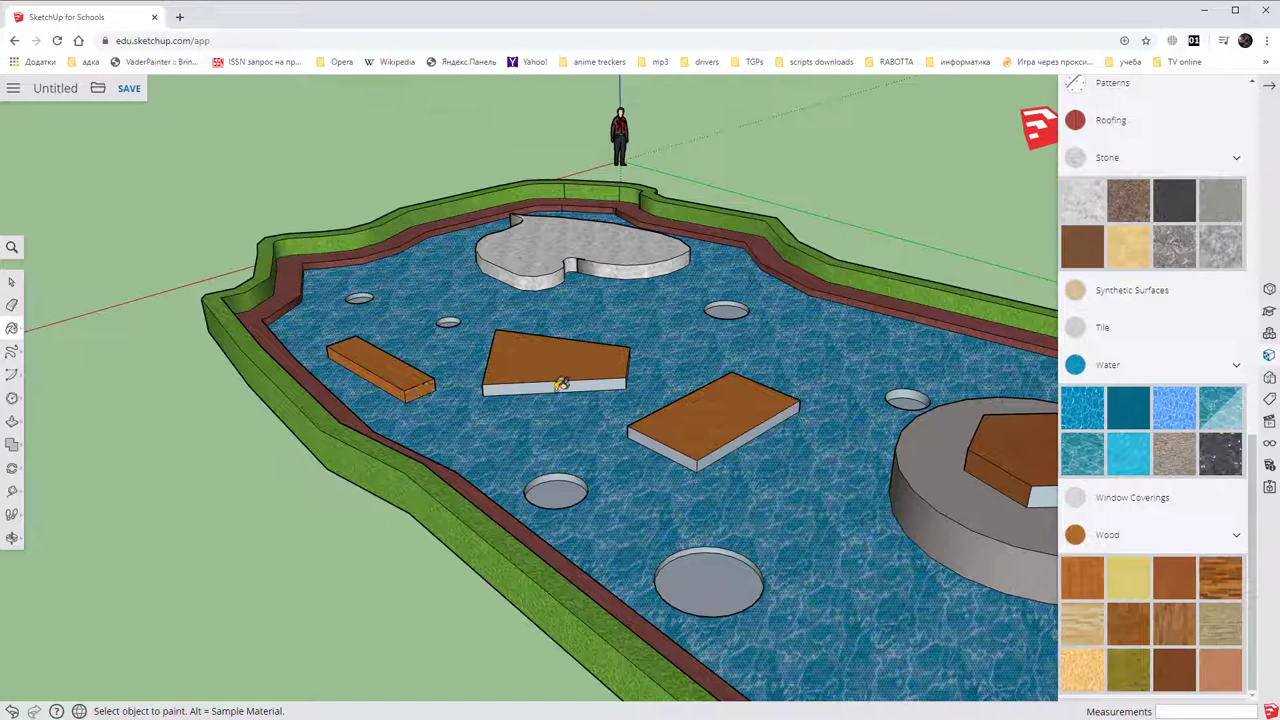 SketchUp for Schools
edu.sketchup.com/app
Додатки
адка
VaderPainter :: Brin...
ISSN запрос на пр...
Opera
Wikipedia
Яндекс.Панель
Yahoo!
anime treckers
mp3
drivers
TGPs
scripts downloads
RABOTTA
информатика
Игра через прокси...
учеба
TV online
»
01
Untitled
SAVE
Patterns
Roofing
Stone
Synthetic Surfaces
Tile
Water
Window Coverings
Wood
Select object to paint. Alt = Sample Material.
Measurements